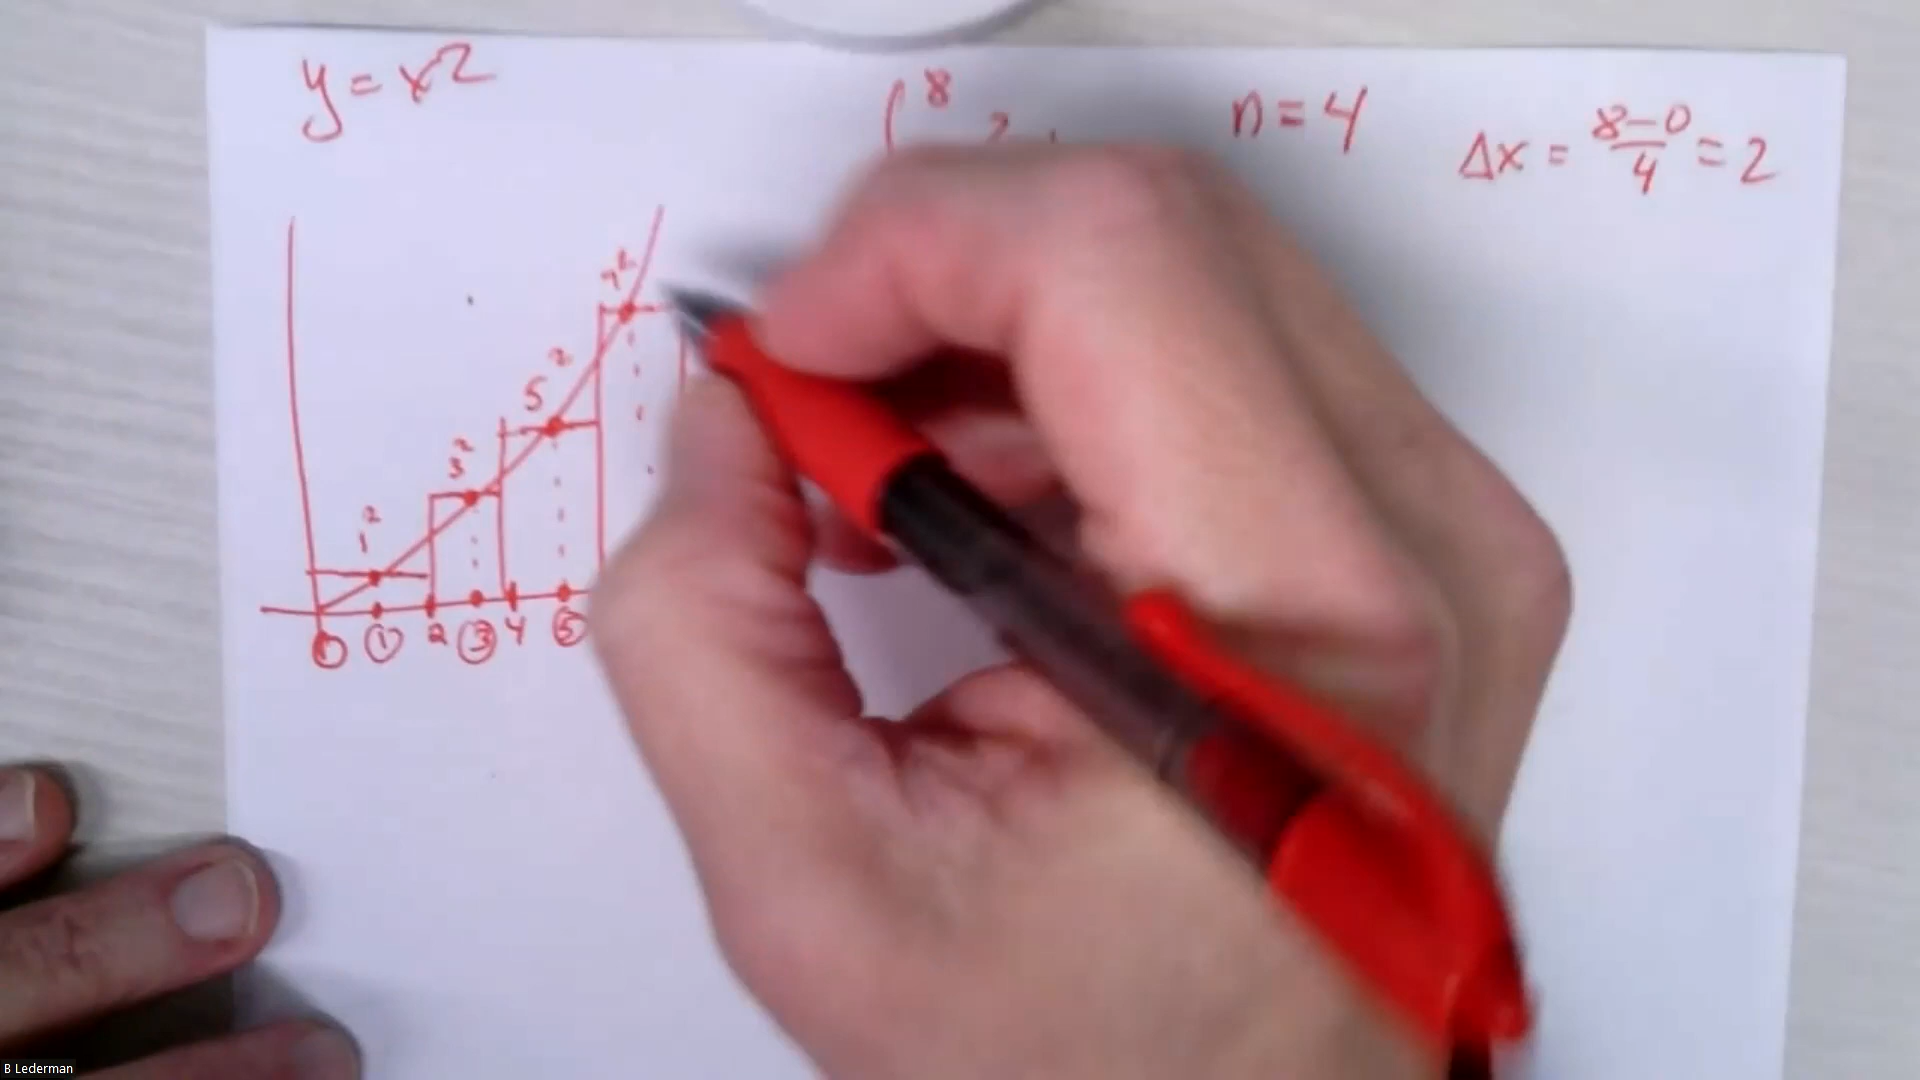 y = x²
∫ 8
n = 4
Δx = (8-0)/4 = 2
7²
5²
3²
1²
0 1 2 3 4 5
B Lederman